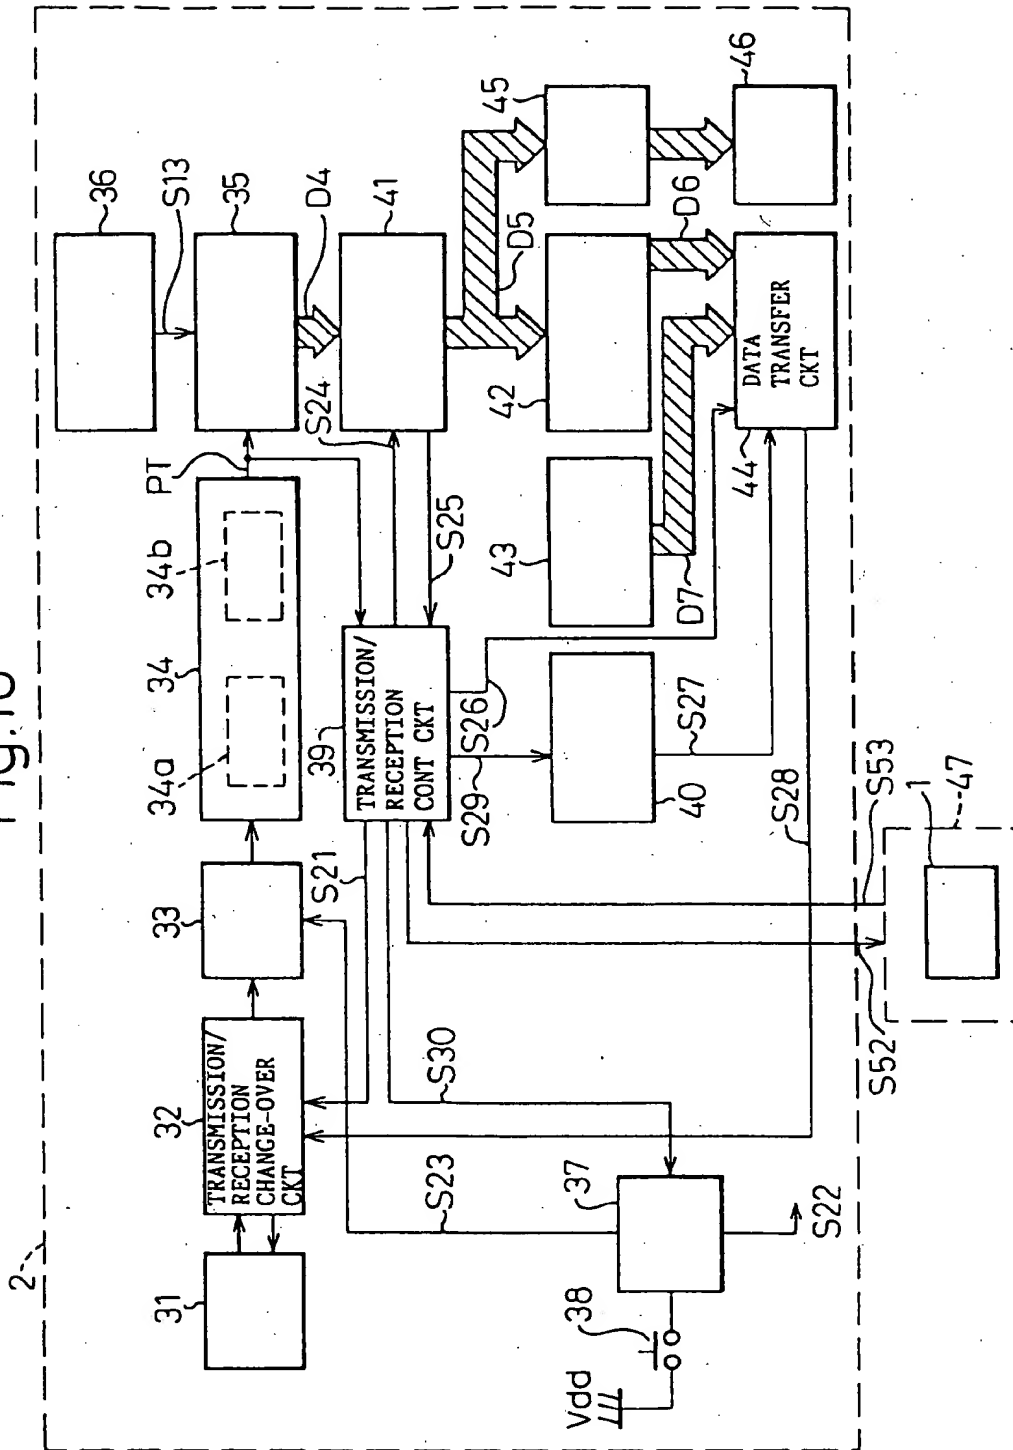 2
36
S13
35
D4
41
45
46
D5
D6
42
DATA
TRANSFER
CKT
44
43
D7
PT
S24
S25
34
34a
34b
39
TRANSMISSION/
RECEPTION
CONT CKT
S26
S29
40
S27
S28
S21
33
32
TRANSMISSION/
RECEPTION
CHANGE-OVER
CKT
31
S30
S23
37
S22
38
Vdd
S52
S53
1
47